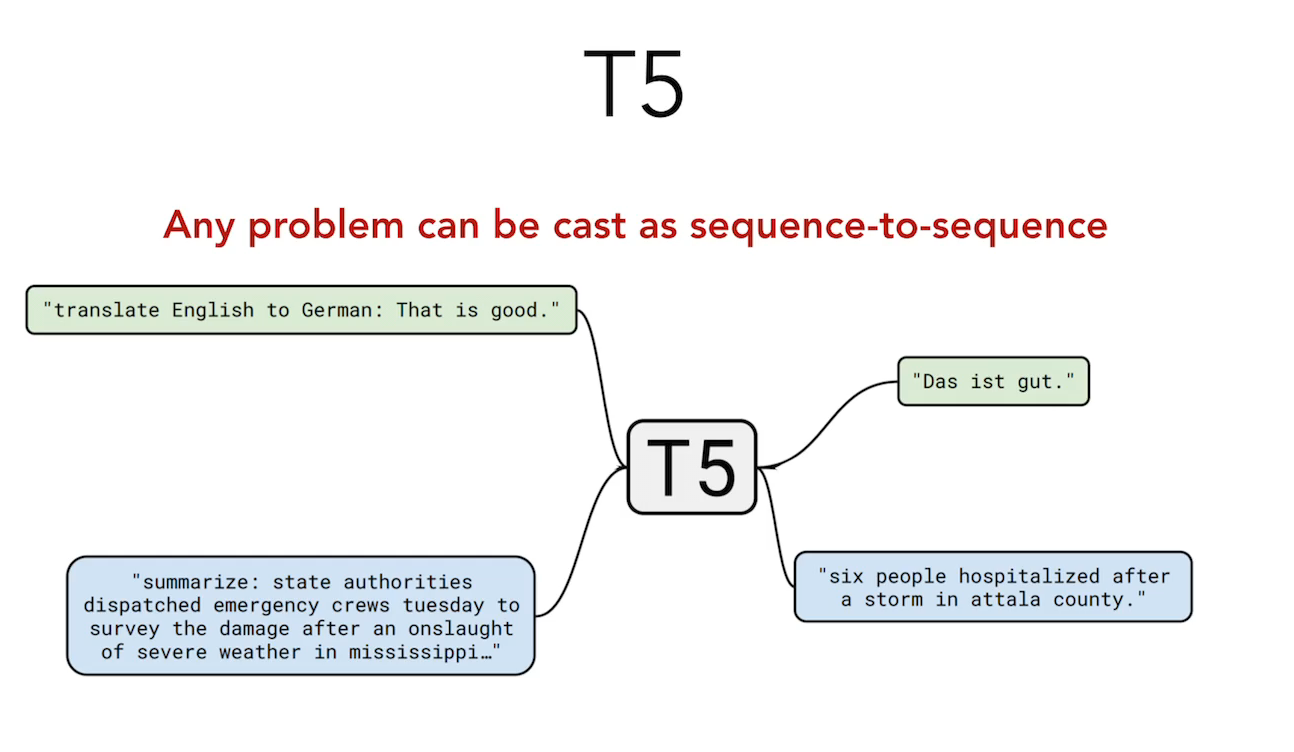 T5
Any problem can be cast as sequence-to-sequence
"translate English to German: That is good."
"Das ist gut."
T5
"summarize: state authorities
dispatched emergency crews tuesday to
survey the damage after an onslaught
of severe weather in mississippi…"
"six people hospitalized after
a storm in attala county."